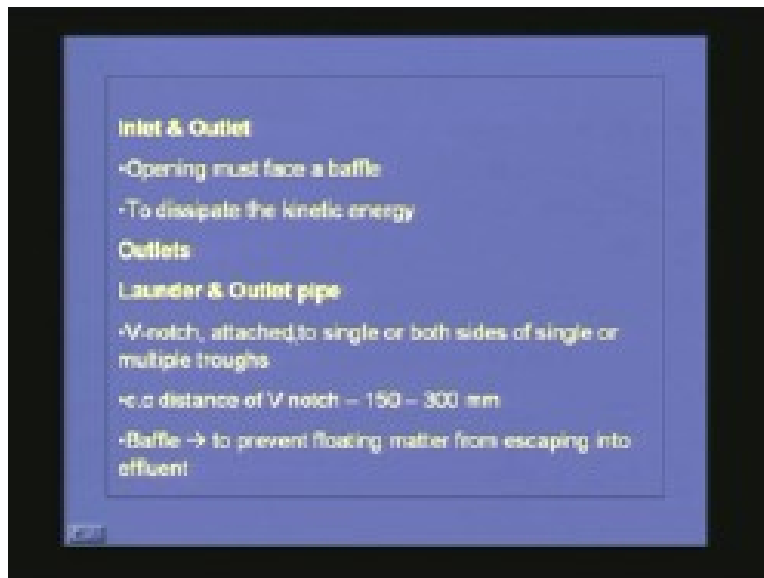 Inlet & Outlet
•Opening must face a baffle
•To dissipate the kinetic energy
Outlets
Launder & Outlet pipe
•V-notch, attached,to single or both sides of single or
multiple troughs
•c.c distance of V notch – 150 – 300 mm
•Baffle → to prevent floating matter from escaping into
effluent